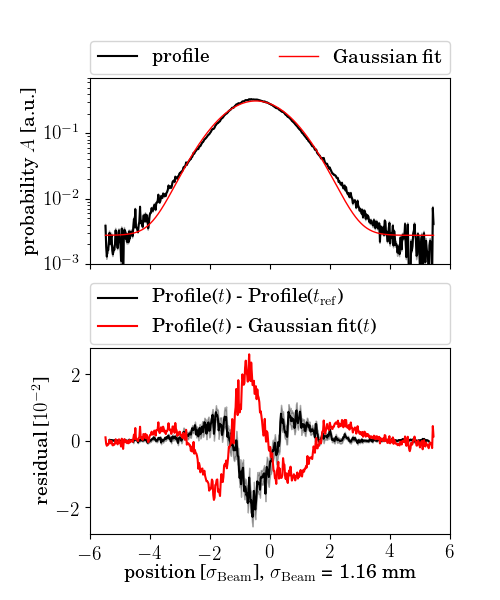 profile Gaussian fit
probability A [a.u.]
10⁻¹
10⁻²
10⁻³
Profile(t) - Profile(t_ref)
Profile(t) - Gaussian fit(t)
residual [10⁻²]
2
0
−2
−6 −4 −2 0 2 4 6
position [σ_Beam], σ_Beam = 1.16 mm